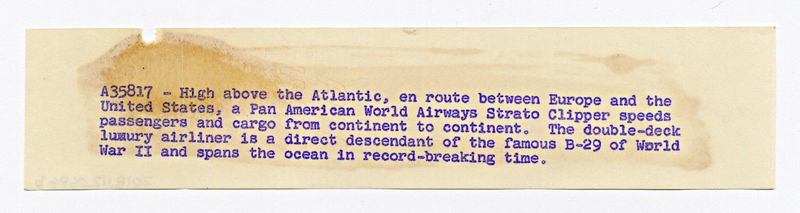 A35817 - High above the Atlantic, en route between Europe and the
United States, a Pan American World Airways Strato Clipper speeds
passengers and cargo from continent to continent. The double-deck
luxury airliner is a direct descendant of the famous B-29 of World
War II and spans the ocean in record-breaking time.